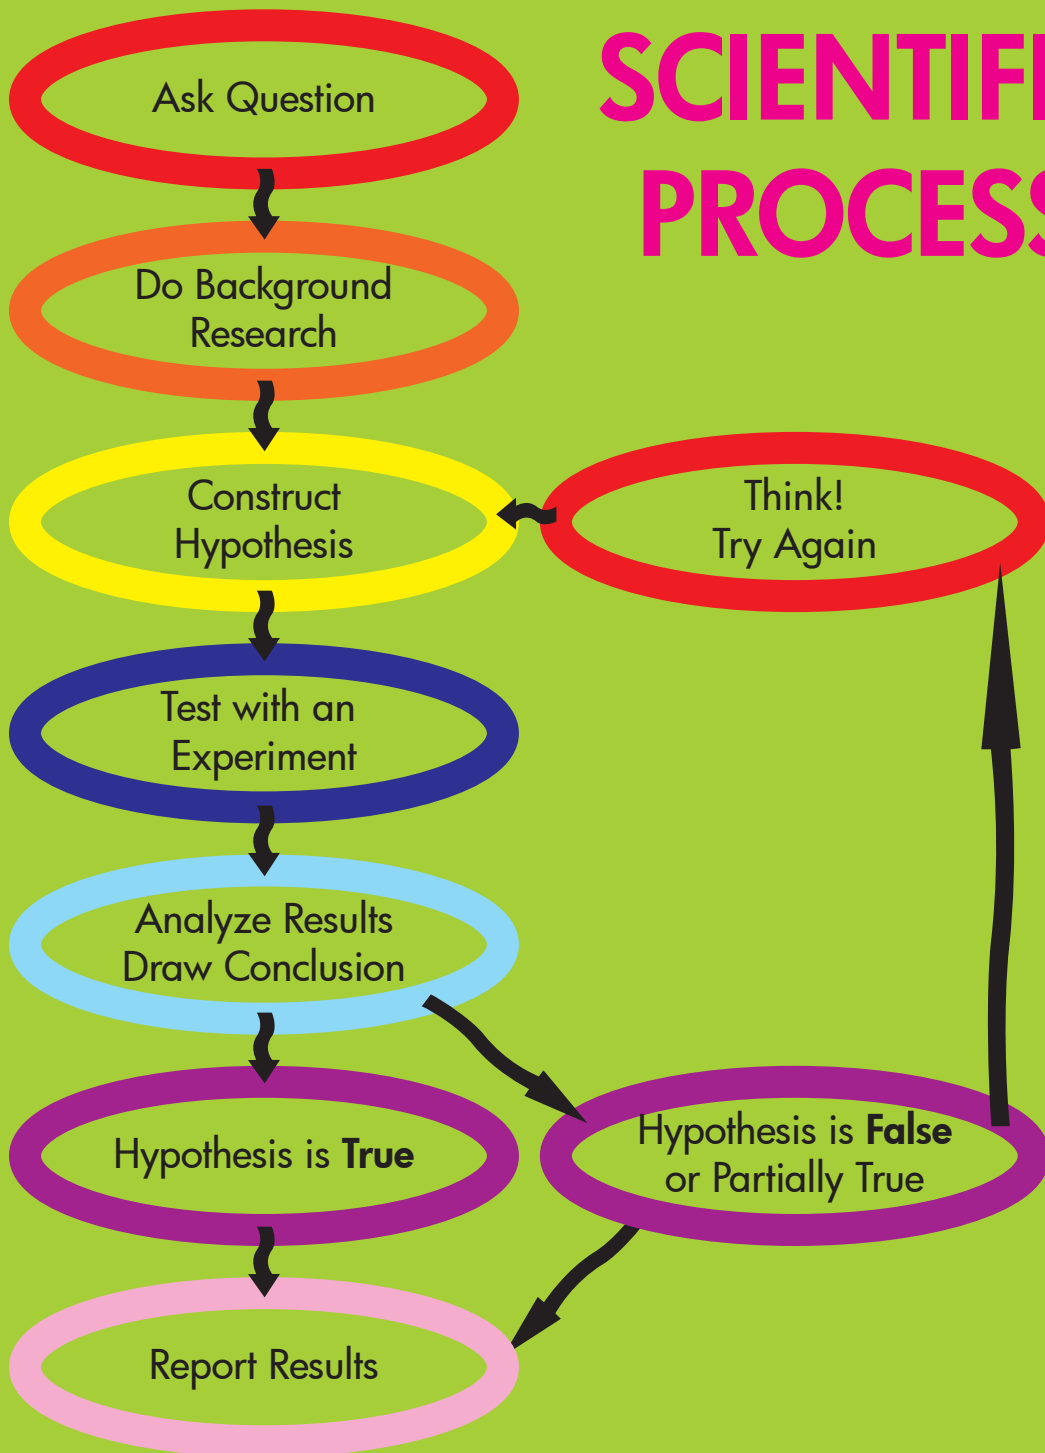 SCIENTIFI
PROCESS
Ask Question
Do Background
Research
Construct
Hypothesis
Think!
Try Again
Test with an
Experiment
Analyze Results
Draw Conclusion
Hypothesis is True
Hypothesis is False
or Partially True
Report Results